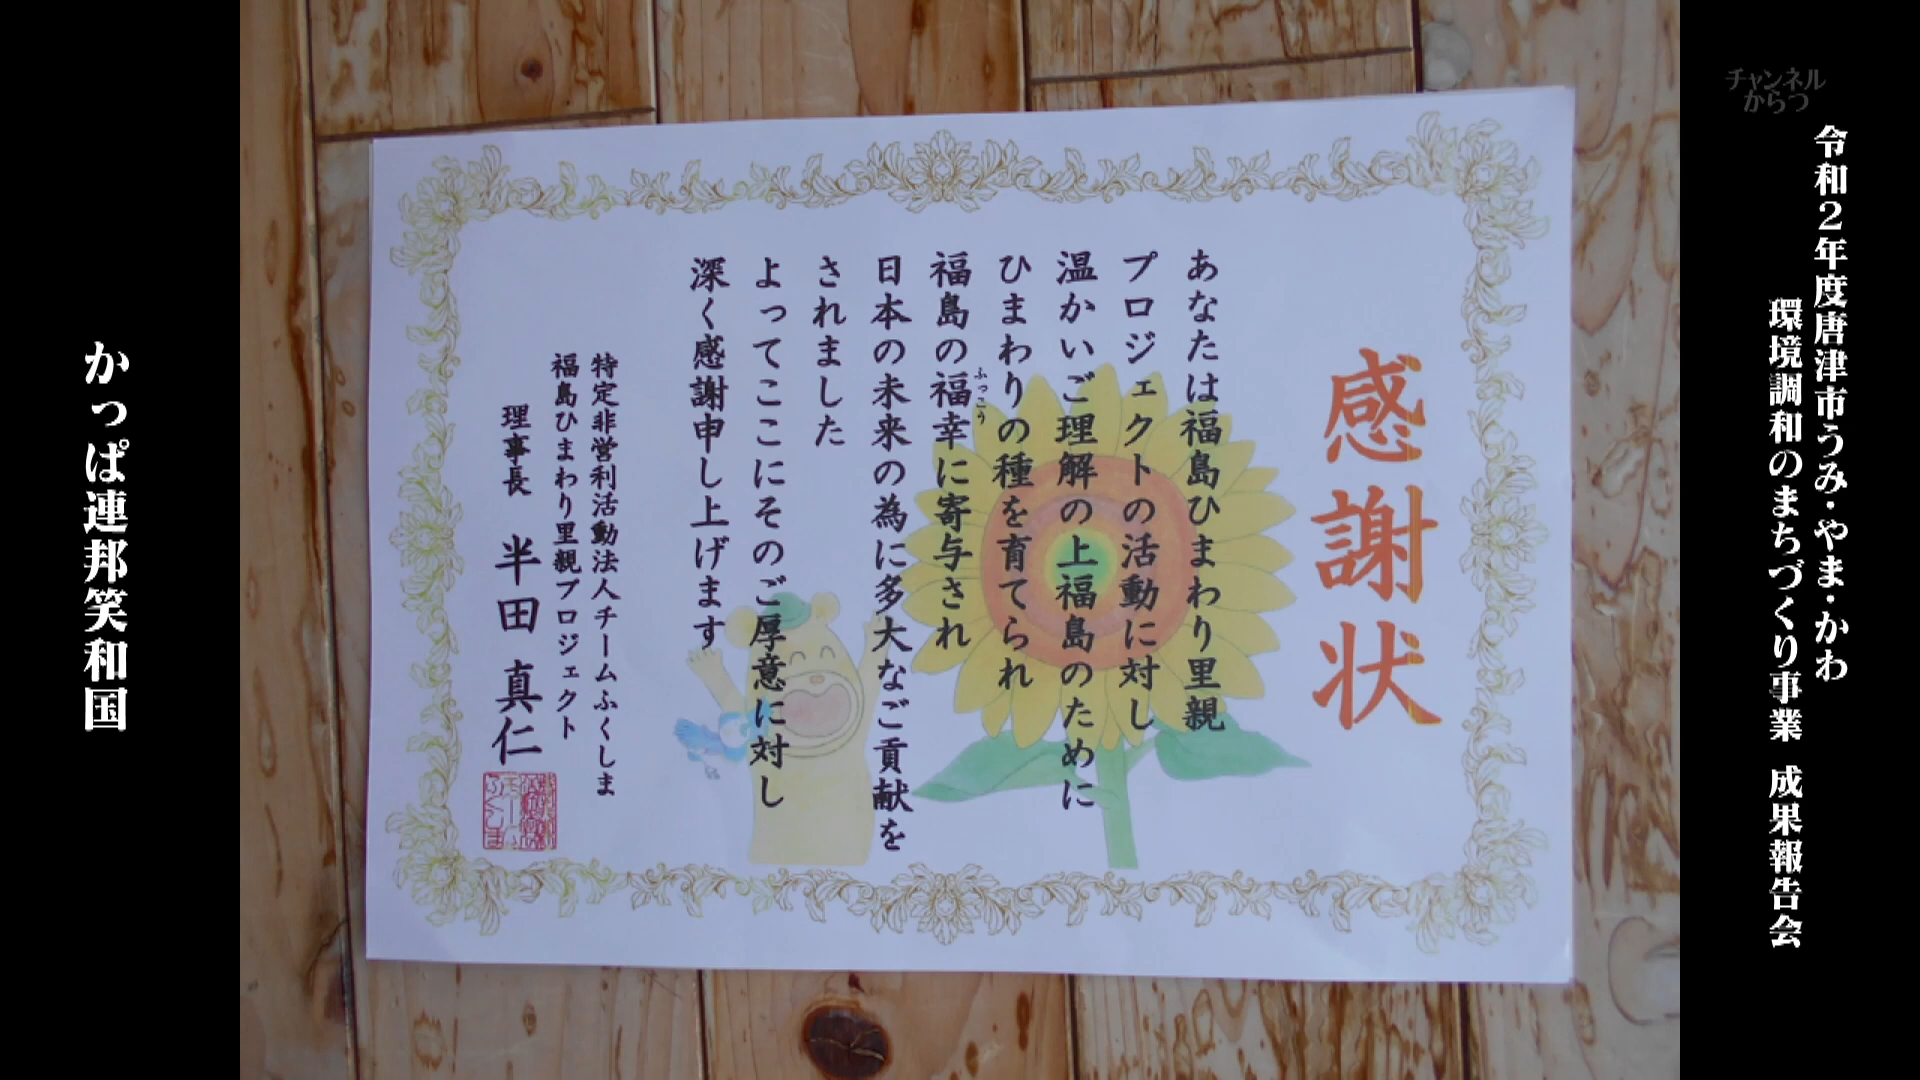 チャンネル
からつ
令和２年度唐津市うみ・やま・かわ
環境調和のまちづくり事業 成果報告会
感謝状
あなたは福島ひまわり里親
プロジェクトの活動に対し
温かいご理解の上福島のために
ひまわりの種を育てられ
福島の福幸に寄与され
ふっこう
日本の未来の為に多大なご貢献を
されました
よってここにそのご厚意に対し
深く感謝申し上げます
特定非営利活動法人チームふくしま
福島ひまわり里親プロジェクト
理事長 半田真仁
かっぱ連邦笑和国